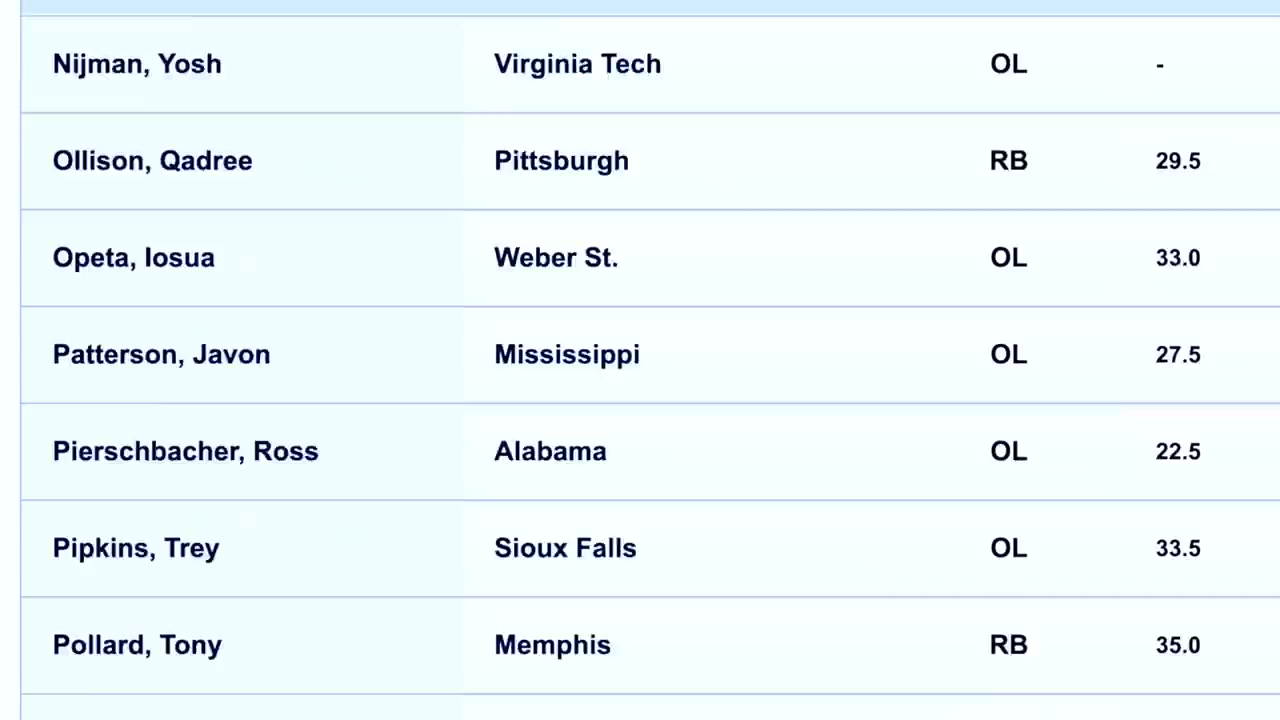 Nijman, Yosh Virginia Tech OL -
Ollison, Qadree Pittsburgh RB 29.5
Opeta, Iosua Weber St. OL 33.0
Patterson, Javon Mississippi OL 27.5
Pierschbacher, Ross Alabama OL 22.5
Pipkins, Trey Sioux Falls OL 33.5
Pollard, Tony Memphis RB 35.0